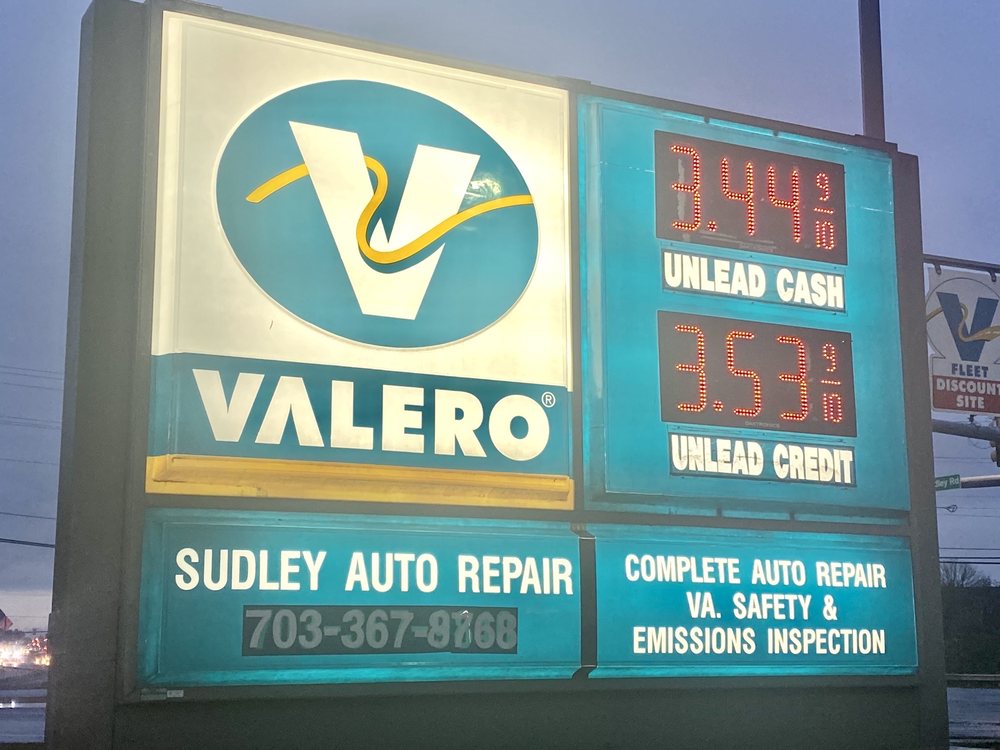 VALERO®
3.44 9/10
UNLEAD CASH
3.53 9/10
UNLEAD CREDIT
SUDLEY AUTO REPAIR
COMPLETE AUTO REPAIR
VA. SAFETY &
EMISSIONS INSPECTION
FLEET
DISCOUNT
SITE